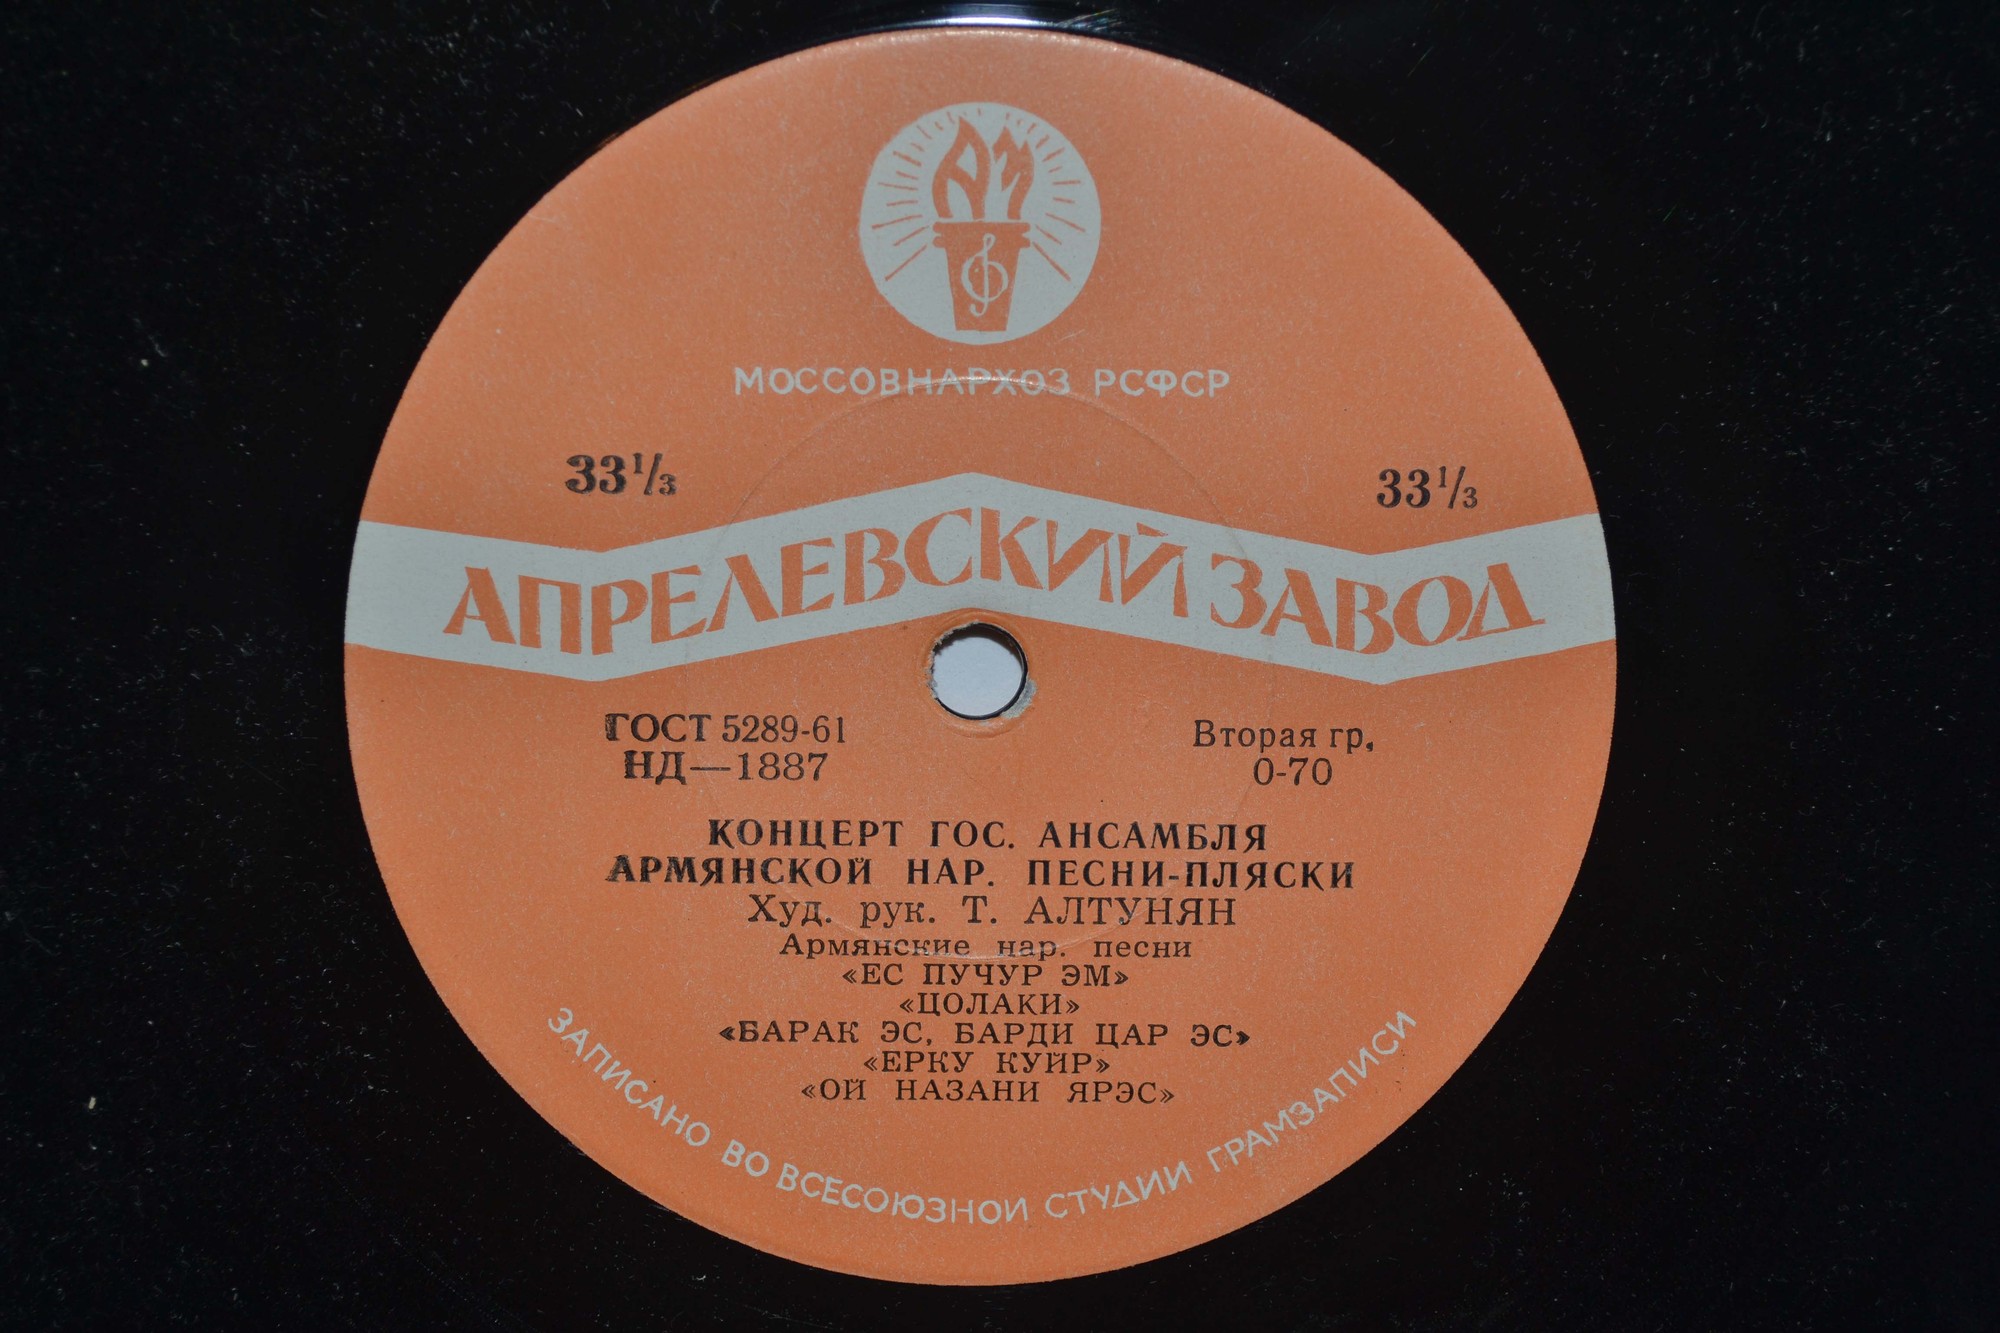 АЗ
МОССОВНАРХОЗ РСФСР
33⅓ 33⅓
АПРЕЛЕВСКИЙ ЗАВОД
ГОСТ 5289-61
НД—1887
Вторая гр.
0-70
КОНЦЕРТ ГОС. АНСАМБЛЯ
АРМЯНСКОЙ НАР. ПЕСНИ-ПЛЯСКИ
Худ. рук. Т. АЛТУНЯН
Армянские нар. песни
«ЕС ПУЧУР ЭМ»
«ЦОЛАКИ»
«БАРАК ЭС, БАРДИ ЦАР ЭС»
«ЕРКУ КУЙР»
«ОЙ НАЗАНИ ЯРЭС»
ЗАПИСАНО ВО ВСЕСОЮЗНОЙ СТУДИИ ГРАМЗАПИСИ